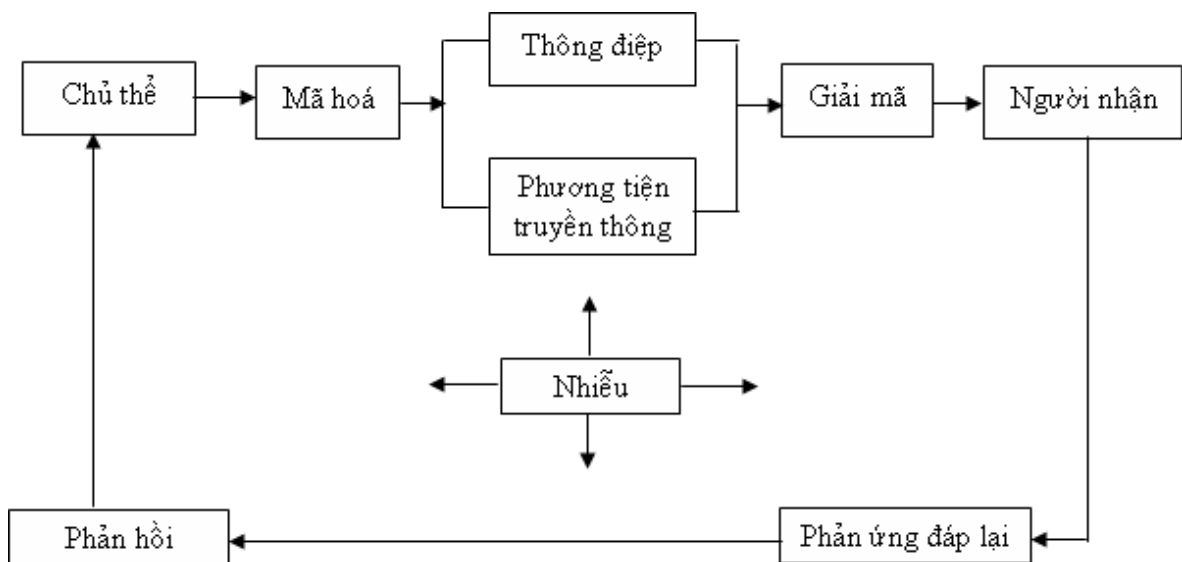 Thông điệp
Chủ thể
Mã hoá
Giải mã
Người nhận
Phương tiện
truyền thông
Nhiễu
Phản hồi
Phản ứng đáp lại